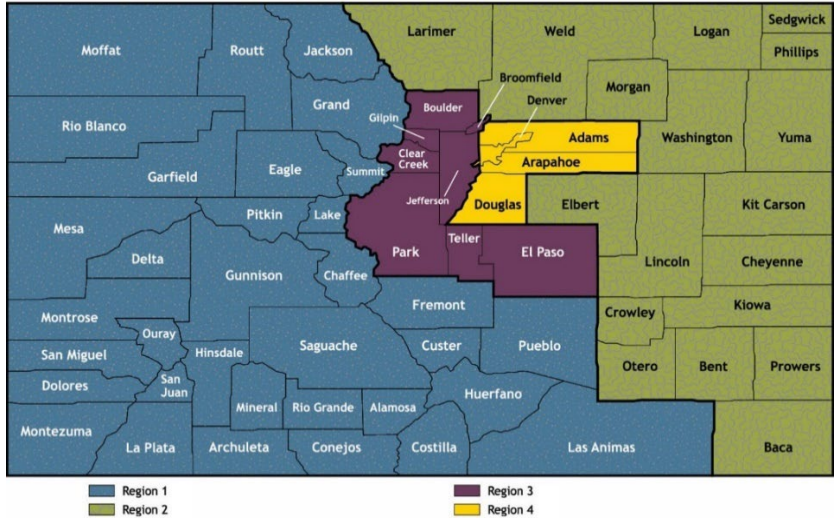 Moffat
Routt
Jackson
Larimer
Weld
Logan
Sedgwick
Phillips
Grand
Boulder
Broomfield
Denver
Morgan
Gilpin
Rio Blanco
Adams
Washington
Yuma
Clear
Creek
Arapahoe
Eagle
Summit
Garfield
Jefferson
Douglas
Elbert
Kit Carson
Pitkin
Lake
Mesa
Teller
Park
El Paso
Delta
Lincoln
Cheyenne
Gunnison
Chaffee
Fremont
Crowley
Kiowa
Montrose
Ouray
Saguache
Custer
Pueblo
San Miguel
Hinsdale
Otero
Bent
Prowers
Dolores
San
Juan
Huerfano
Mineral
Rio Grande
Alamosa
Montezuma
La Plata
Archuleta
Conejos
Costilla
Las Animas
Baca
Region 1
Region 3
Region 2
Region 4